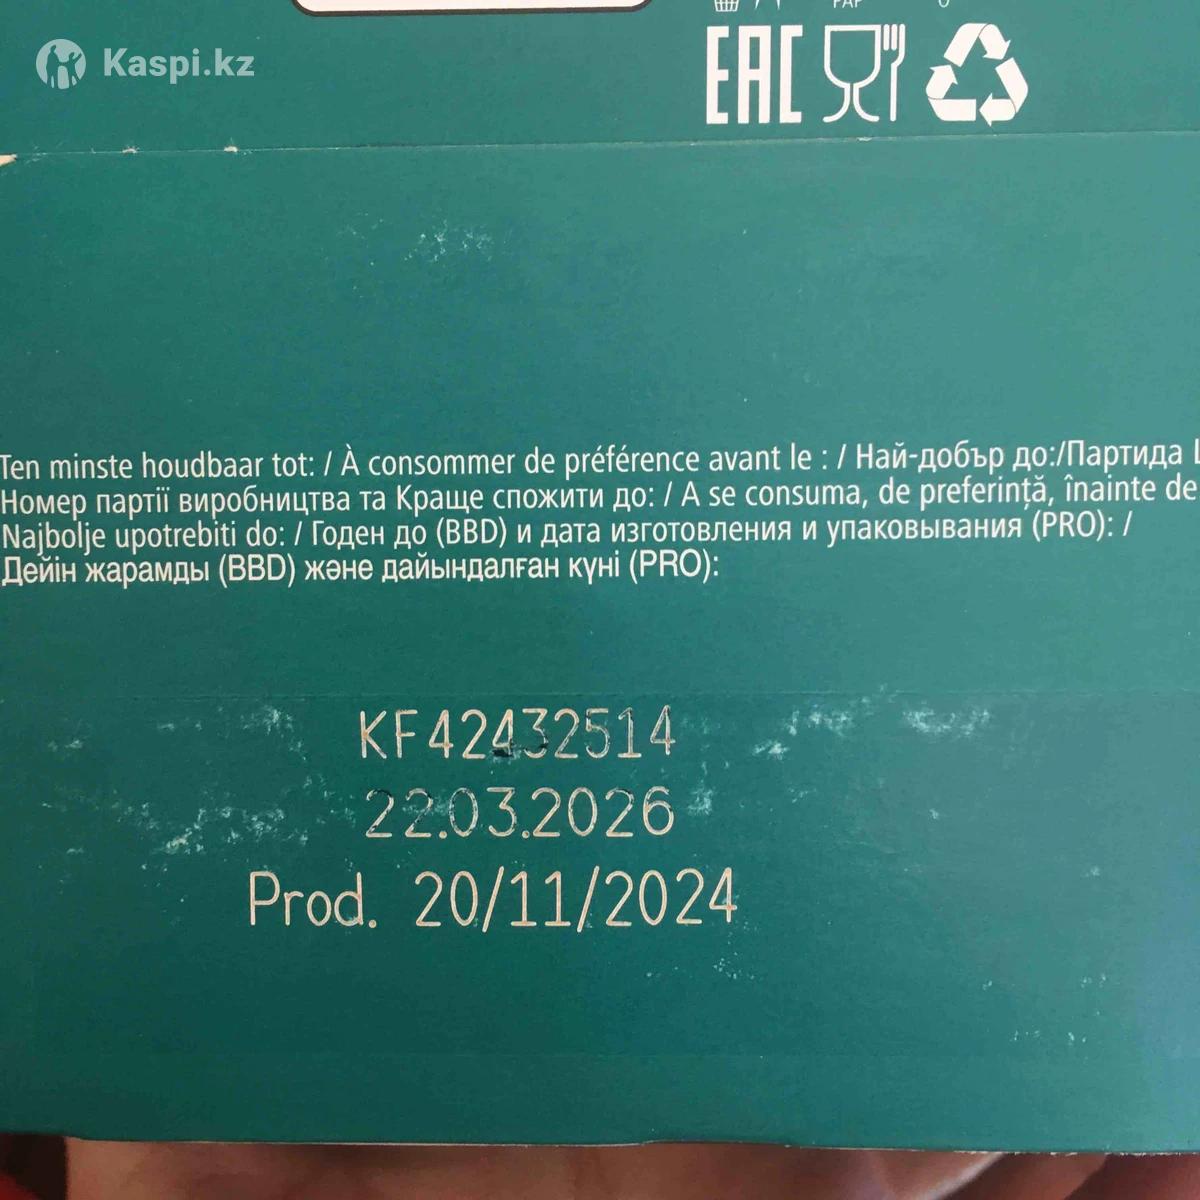 Kaspi.kz
PAP
EAC
Ten minste houdbaar tot: / À consommer de préférence avant le : / Най-добър до:/Партида L
Номер партії виробництва та Краще спожити до: / A se consuma, de preferință, înainte de
Najbolje upotrebiti do: / Годен до (BBD) и дата изготовления и упаковывания (PRO): /
Дейін жарамды (BBD) және дайындалған күні (PRO):
KF42432514
22.03.2026
Prod. 20/11/2024